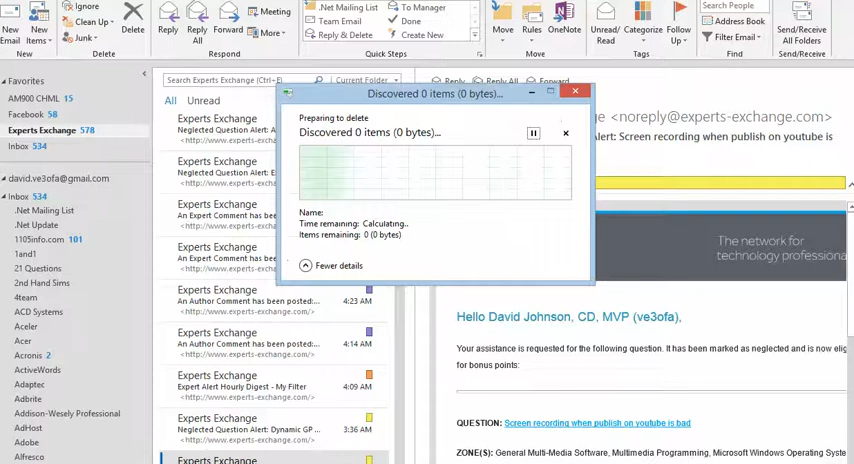 Ignore
Clean Up
Junk
Delete
Delete
New
Email
New
Items
New
Reply
Reply
All
Forward
Meeting
More
Respond
.Net Mailing List
Team Email
Reply & Delete
To Manager
Done
Create New
Quick Steps
Move
Rules
OneNote
Move
Unread/
Read
Categorize
Follow
Up
Tags
Search People
Address Book
Filter Email
Find
Send/Receive
All Folders
Send/Receive
Favorites
AM900 CHML 15
Facebook 58
Experts Exchange 578
Inbox 534
david.ve3ofa@gmail.com
Inbox 534
.Net Mailing List
.Net Update
1105info.com 101
1and1
21 Questions
2nd Hand Sims
4team
ACD Systems
Aceler
Acer
Acronis 2
ActiveWords
Adaptec
Adbrite
Addison-Wesely Professional
AdHost
Adobe
Alfresco
Search Experts Exchange (Ctrl+E)
Current Folder
All Unread
Experts Exchange
Neglected Question Alert: A
<http://www.experts-exchange
Experts Exchange
Neglected Question Alert: E
<http://www.experts-exchange
Experts Exchange
An Expert Comment has bee
<http://www.experts-exchange
Experts Exchange
An Expert Comment has bee
<http://www.experts-exchange
Experts Exchange
An Author Comment has been posted:... 4:23 AM
<http://www.experts-exchange.com/>
Experts Exchange
An Author Comment has been posted:... 4:14 AM
<http://www.experts-exchange.com/>
Experts Exchange
Expert Alert Hourly Digest - My Filter 4:09 AM
<http://www.experts-exchange.com/>
Experts Exchange
Neglected Question Alert: Dynamic GP ... 3:36 AM
<http://www.experts-exchange.com/>
Experts Exchange
Discovered 0 items (0 bytes)...
Preparing to delete
Discovered 0 items (0 bytes)...
Name:
Time remaining: Calculating..
Items remaining: 0 (0 bytes)
Fewer details
Reply Reply All Forward
ge <noreply@experts-exchange.com>
Alert: Screen recording when publish on youtube is
The network for
technology professiona
Hello David Johnson, CD, MVP (ve3ofa),
Your assistance is requested for the following question. It has been marked as neglected and is now elig
for bonus points:
QUESTION: Screen recording when publish on youtube is bad
ZONE(S): General Multi-Media Software, Multimedia Programming, Microsoft Windows Operating Syste